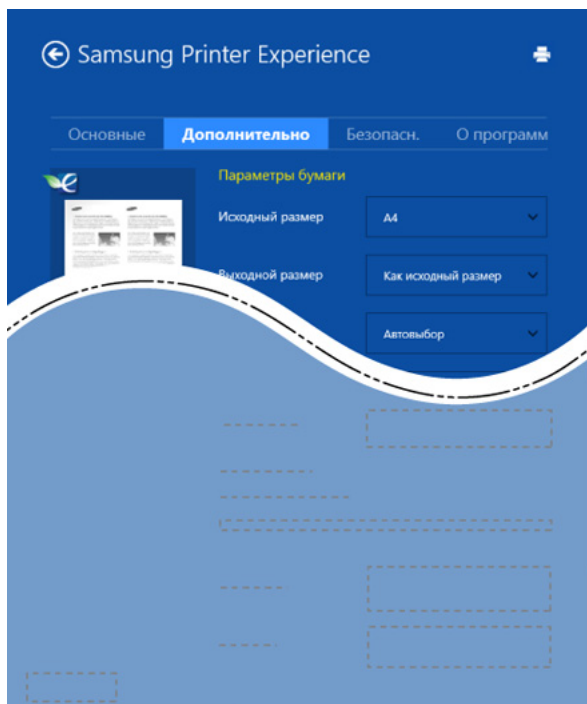 Samsung Printer Experience
Основные Дополнительно Безопасн. О программ
Параметры бумаги
Исходный размер A4
Выходной размер Как исходный размер
Автовыбор